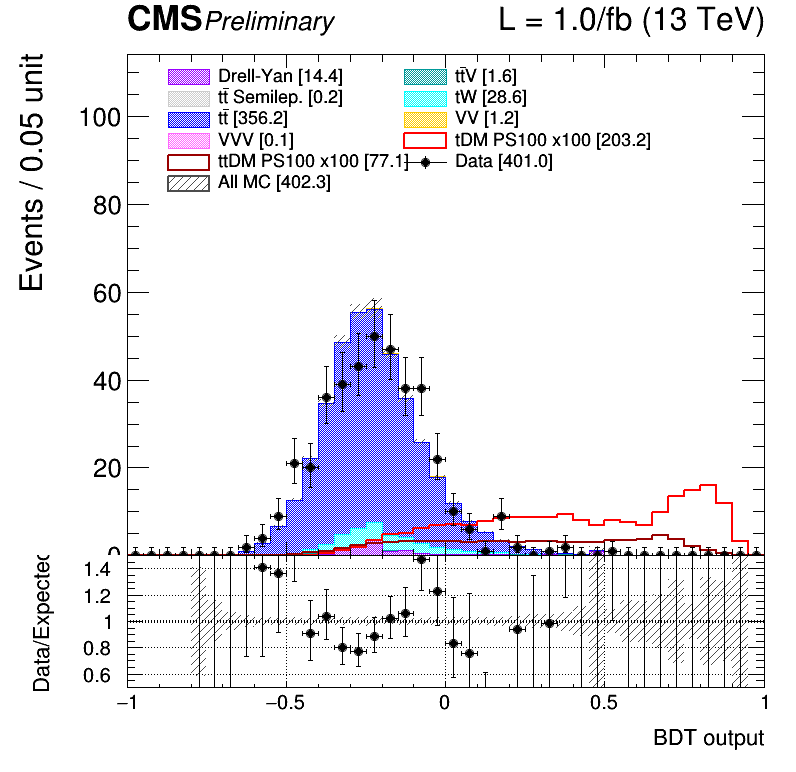 CMS Preliminary L = 1.0/fb (13 TeV)
Events / 0.05 unit
100
80
60
40
20
0
Drell-Yan [14.4]
tt̄V [1.6]
tt̄ Semilep. [0.2]
tW [28.6]
tt̄ [356.2]
VV [1.2]
VVV [0.1]
tDM PS100 x100 [203.2]
ttDM PS100 x100 [77.1]
Data [401.0]
All MC [402.3]
Data/Expected
1.4
1.2
1
0.8
0.6
−1 −0.5 0 0.5 1
BDT output